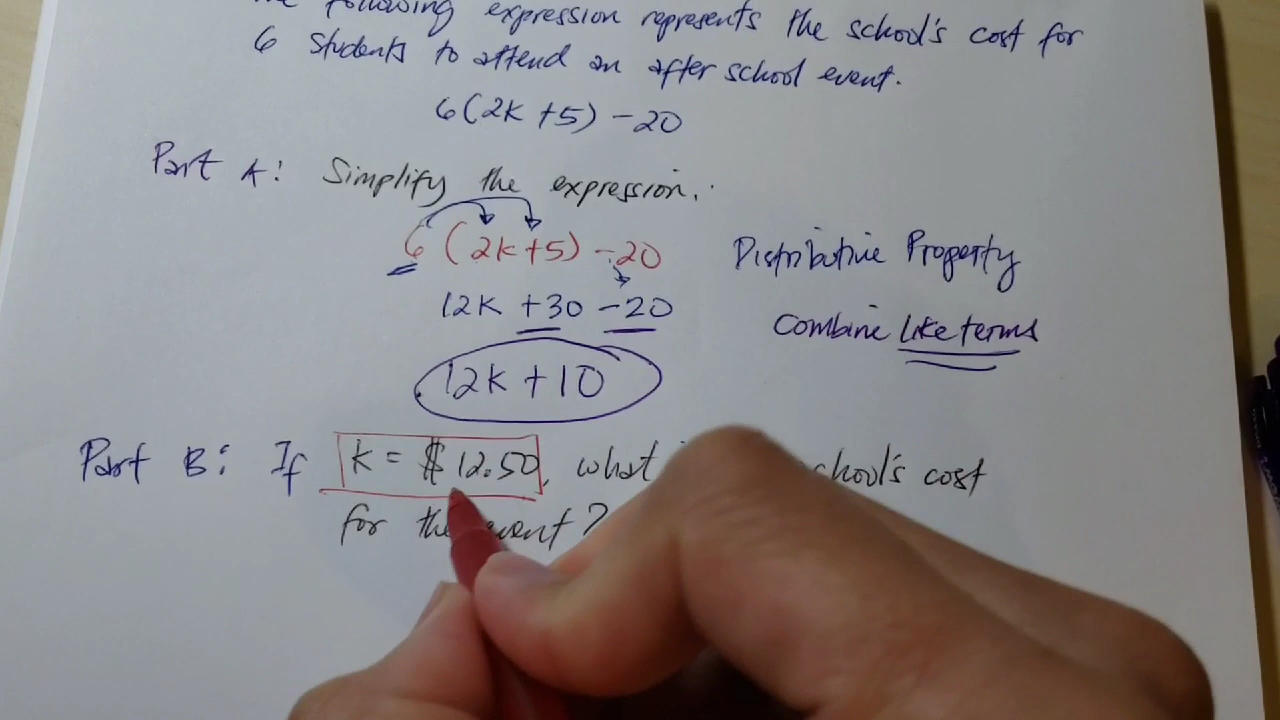 following expression represents the school's cost for
6 students to attend an after school event.
6(2k+5) -20
Part A: Simplify the expression.
6(2k+5) -20 Distributive Property
12k +30 -20 Combine like terms
12k +10
Part B: If k = $12.50, what school's cost
for the event?